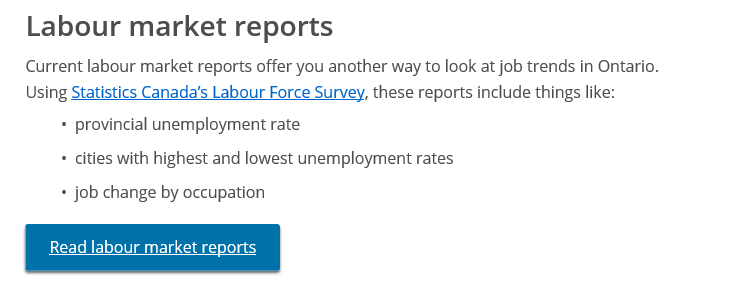 Labour market reports
Current labour market reports offer you another way to look at job trends in Ontario.
Using Statistics Canada’s Labour Force Survey, these reports include things like:
• provincial unemployment rate
• cities with highest and lowest unemployment rates
• job change by occupation
Read labour market reports